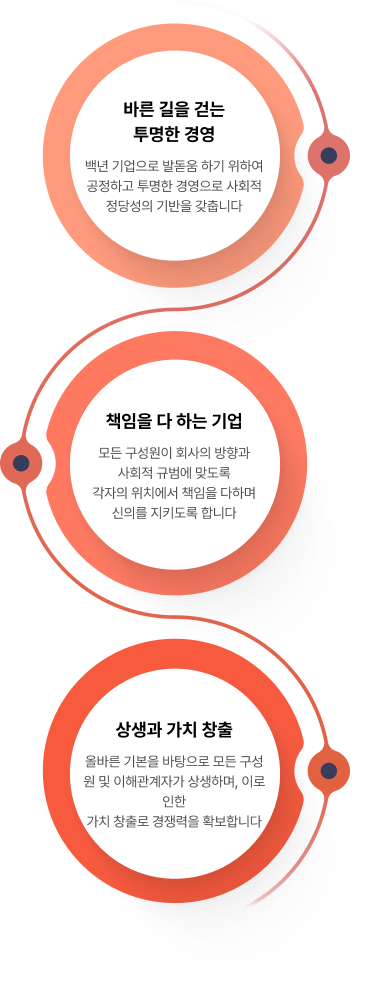 바른 길을 걷는
투명한 경영
백년 기업으로 발돋움 하기 위하여
공정하고 투명한 경영으로 사회적
정당성의 기반을 갖춥니다
책임을 다 하는 기업
모든 구성원이 회사의 방향과
사회적 규범에 맞도록
각자의 위치에서 책임을 다하며
신의를 지키도록 합니다
상생과 가치 창출
올바른 기본을 바탕으로 모든 구성
원 및 이해관계자가 상생하며, 이로
인한
가치 창출로 경쟁력을 확보합니다